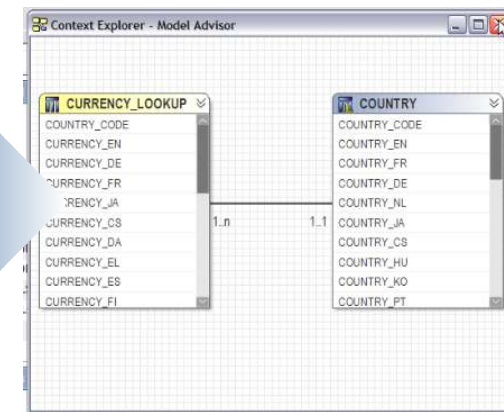 Context Explorer - Model Advisor
CURRENCY_LOOKUP
COUNTRY_CODE
CURRENCY_EN
CURRENCY_DE
CURRENCY_FR
CURRENCY_CS
CURRENCY_DA
CURRENCY_EL
CURRENCY_ES
CURRENCY_FI
1..n
1..1
COUNTRY
COUNTRY_CODE
COUNTRY_EN
COUNTRY_FR
COUNTRY_DE
COUNTRY_NL
COUNTRY_JA
COUNTRY_CS
COUNTRY_HU
COUNTRY_KO
COUNTRY_PT